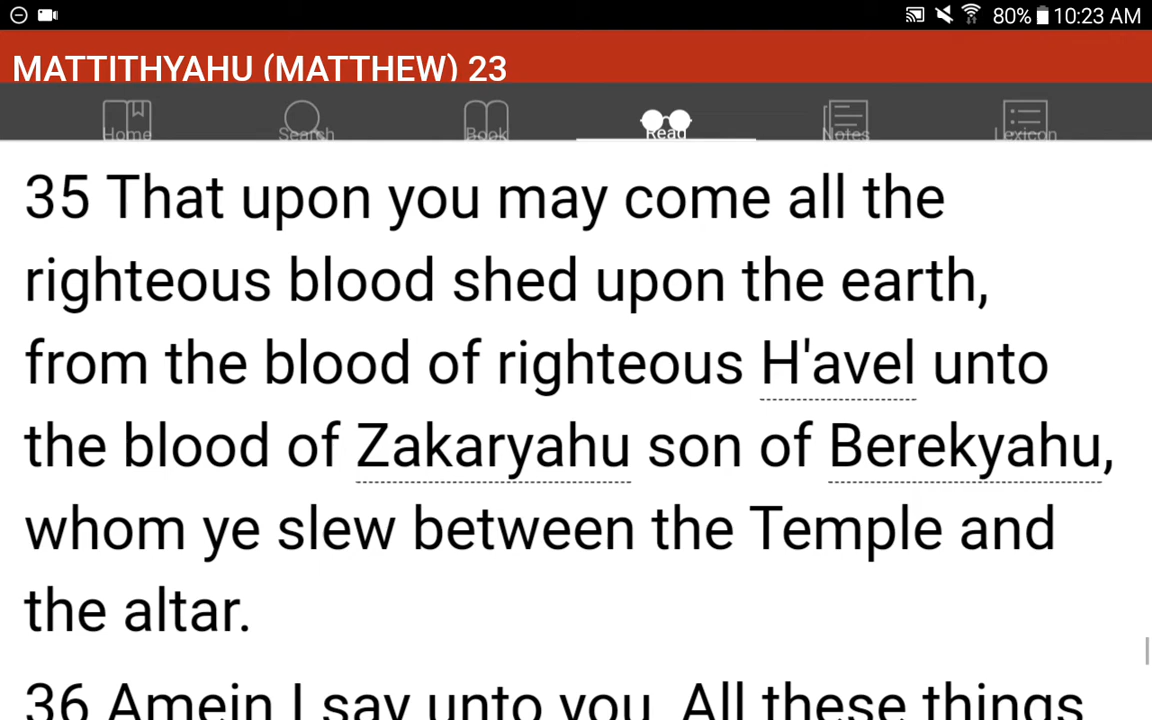 80% 10:23 AM
MATTITHYAHU (MATTHEW) 23
Home Search Book Read Notes Lexicon
35 That upon you may come all the
righteous blood shed upon the earth,
from the blood of righteous H'avel unto
the blood of Zakaryahu son of Berekyahu,
whom ye slew between the Temple and
the altar.
36 Amein I say unto you, All these things